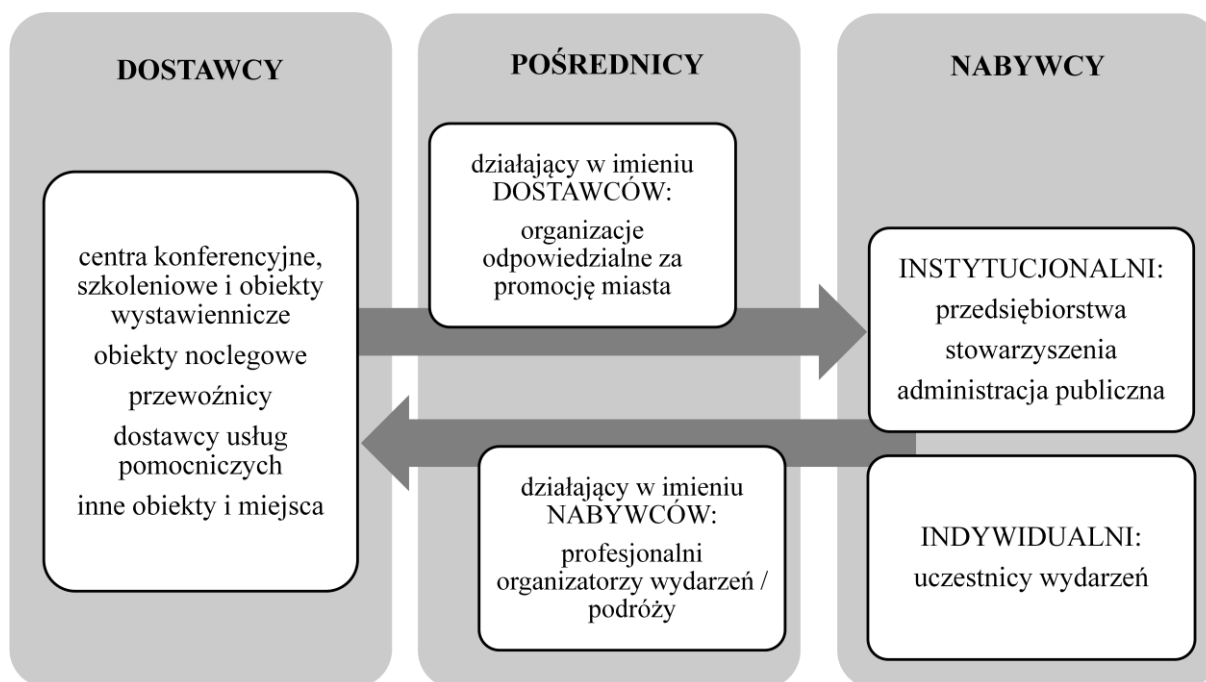 DOSTAWCY
centra konferencyjne,
szkoleniowe i obiekty
wystawiennicze
obiekty noclegowe
przewoźnicy
dostawcy usług
pomocniczych
inne obiekty i miejsca
POŚREDNICY
działający w imieniu
DOSTAWCÓW:
organizacje
odpowiedzialne za
promocję miasta
działający w imieniu
NABYWCÓW:
profesjonalni
organizatorzy wydarzeń /
podróży
NABYWCY
INSTYTUCJONALNI:
przedsiębiorstwa
stowarzyszenia
administracja publiczna
INDYWIDUALNI:
uczestnicy wydarzeń